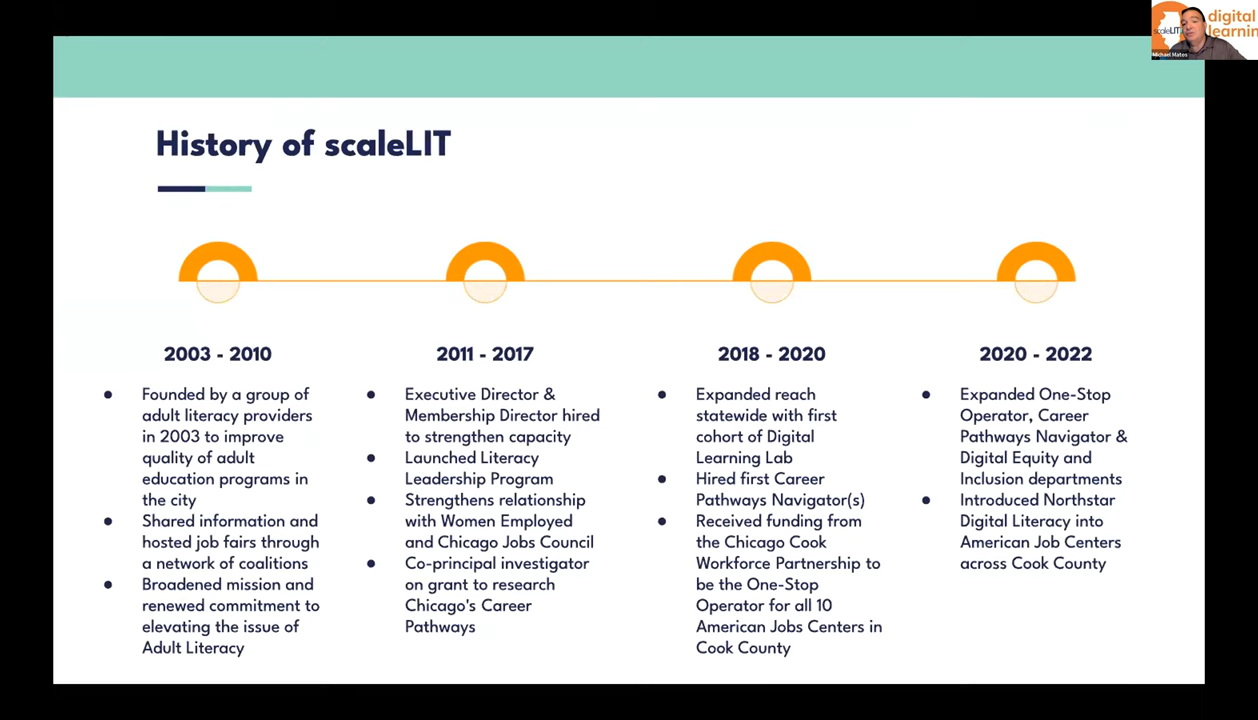 digital
learnin
scaleLIT
Michael Matos
History of scaleLIT
2003 - 2010
● Founded by a group of
adult literacy providers
in 2003 to improve
quality of adult
education programs in
the city
● Shared information and
hosted job fairs through
a network of coalitions
● Broadened mission and
renewed commitment to
elevating the issue of
Adult Literacy
2011 - 2017
● Executive Director &
Membership Director hired
to strengthen capacity
● Launched Literacy
Leadership Program
● Strengthens relationship
with Women Employed
and Chicago Jobs Council
● Co-principal investigator
on grant to research
Chicago's Career
Pathways
2018 - 2020
● Expanded reach
statewide with first
cohort of Digital
Learning Lab
● Hired first Career
Pathways Navigator(s)
● Received funding from
the Chicago Cook
Workforce Partnership to
be the One-Stop
Operator for all 10
American Jobs Centers in
Cook County
2020 - 2022
● Expanded One-Stop
Operator, Career
Pathways Navigator &
Digital Equity and
Inclusion departments
● Introduced Northstar
Digital Literacy into
American Job Centers
across Cook County